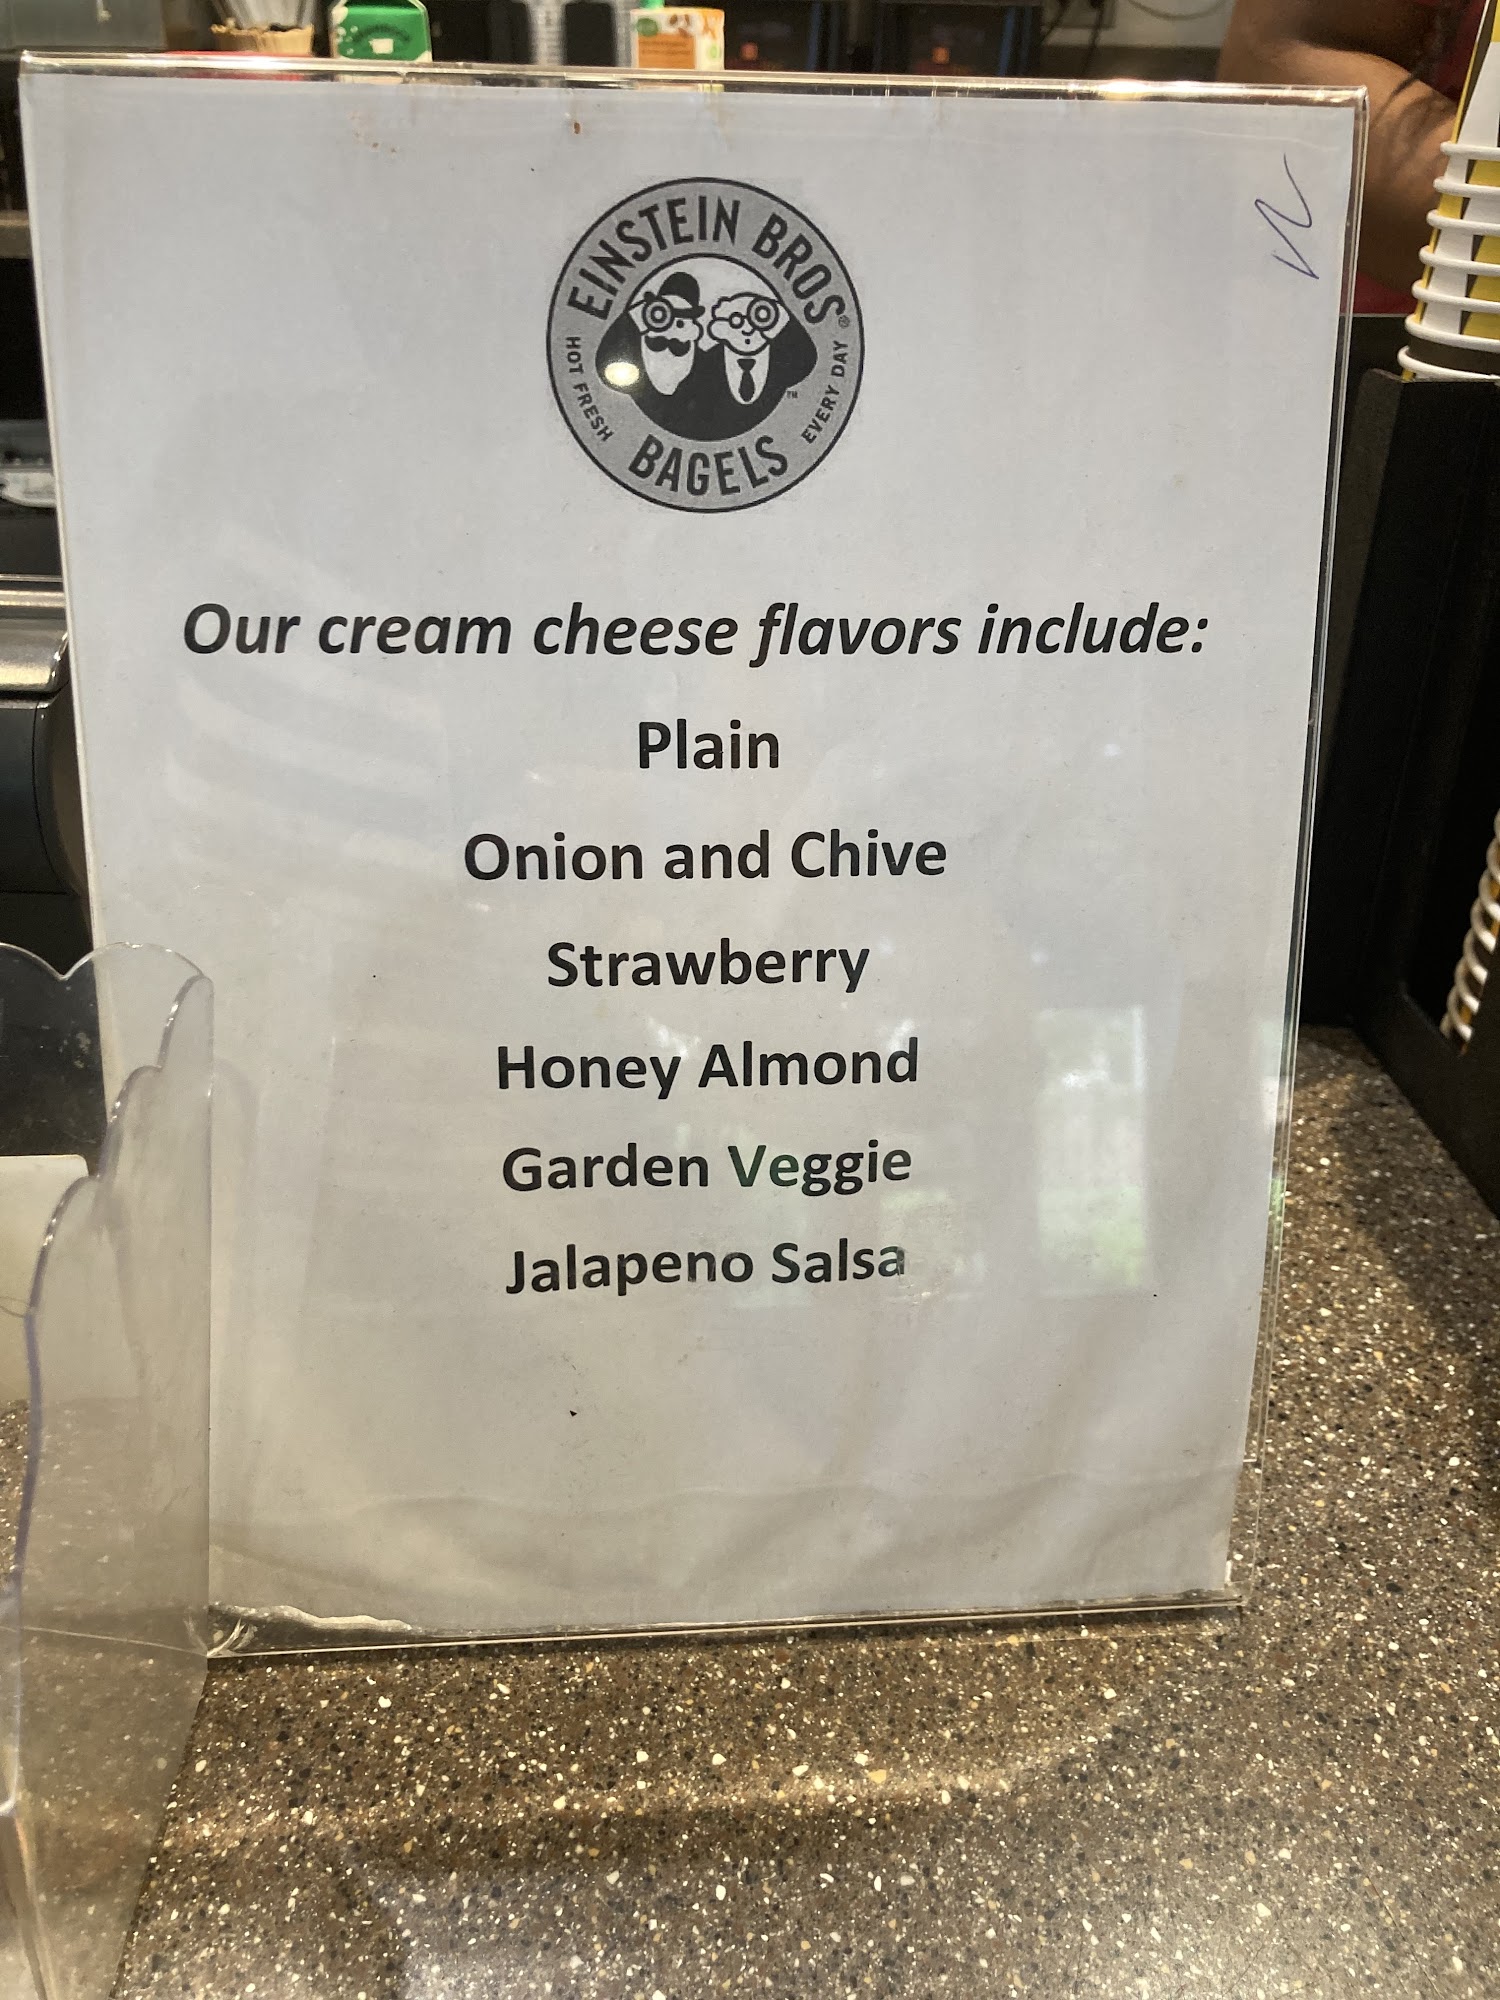 EINSTEIN BROS®
HOT FRESH
EVERY DAY
BAGELS
™
Our cream cheese flavors include:
Plain
Onion and Chive
Strawberry
Honey Almond
Garden Veggie
Jalapeno Salsa